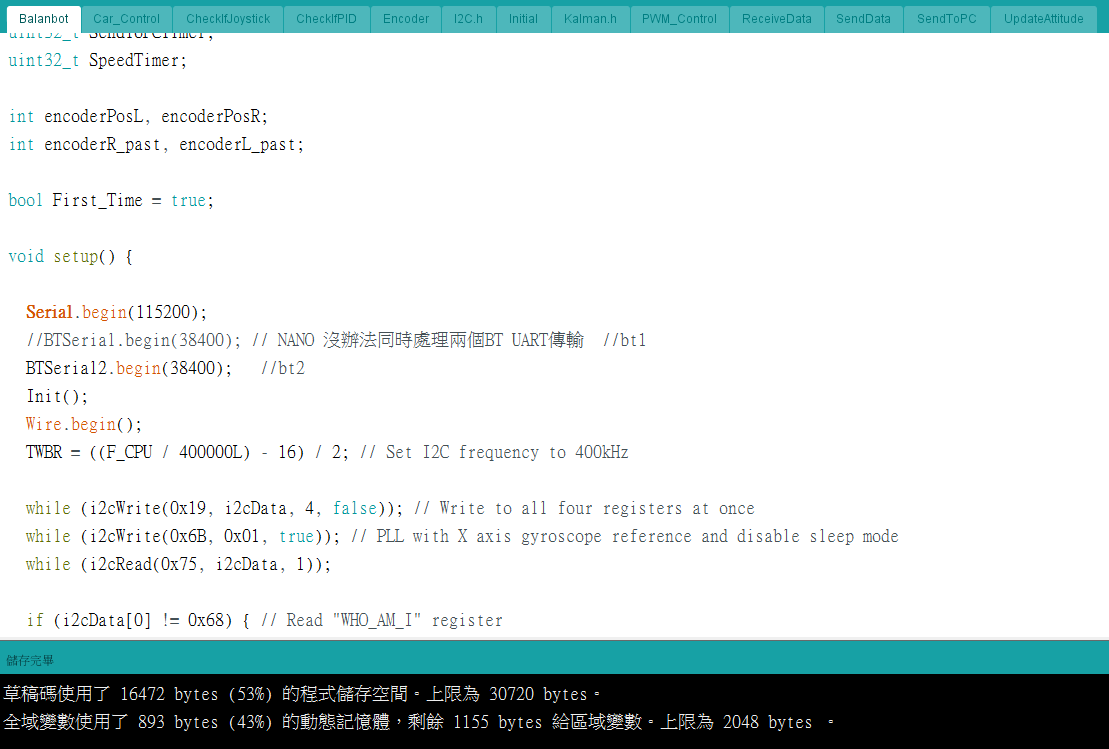 Balanbot Car_Control CheckIfJoystick CheckIfPID Encoder I2C.h Initial Kalman.h PWM_Control ReceiveData SendData SendToPC UpdateAttitude
uint32_t SendToPCTimer;
uint32_t SpeedTimer;
int encoderPosL, encoderPosR;
int encoderR_past, encoderL_past;
bool First_Time = true;
void setup() {
Serial.begin(115200);
//BTSerial.begin(38400); // NANO 沒辦法同時處理兩個BT UART傳輸 //bt1
BTSerial2.begin(38400); //bt2
Init();
Wire.begin();
TWBR = ((F_CPU / 400000L) - 16) / 2; // Set I2C frequency to 400kHz
while (i2cWrite(0x19, i2cData, 4, false)); // Write to all four registers at once
while (i2cWrite(0x6B, 0x01, true)); // PLL with X axis gyroscope reference and disable sleep mode
while (i2cRead(0x75, i2cData, 1));
if (i2cData[0] != 0x68) { // Read "WHO_AM_I" register
儲存完畢
草稿碼使用了 16472 bytes (53%) 的程式儲存空間。上限為 30720 bytes。
全域變數使用了 893 bytes (43%) 的動態記憶體，剩餘 1155 bytes 給區域變數。上限為 2048 bytes 。